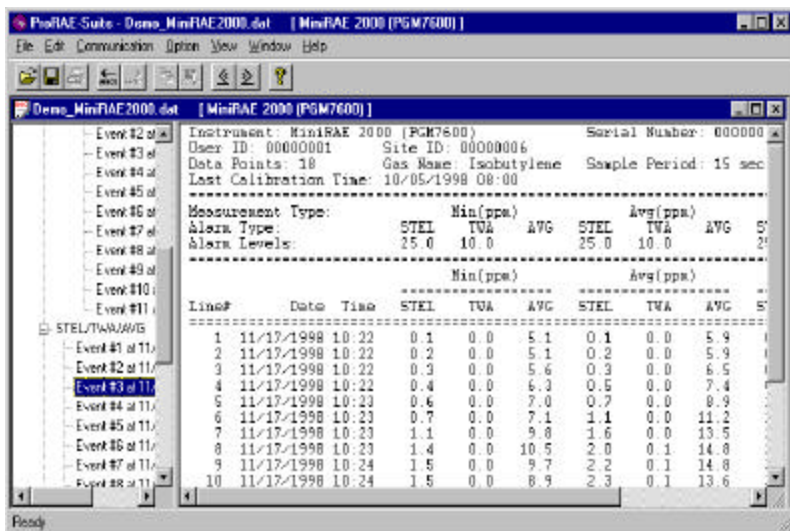 ProRAE-Suite - Demo_MiniRAE2000.dat [ MiniRAE 2000 (PGM7600) ]
File Edit Communication Option View Window Help
Demo_MiniRAE2000.dat [ MiniRAE 2000 (PGM7600) ]
Event #2 at
Event #3 at
Event #4 at
Event #5 at
Event #6 at
Event #7 at
Event #8 at
Event #9 at
Event #10
Event #11
STEL/TWA/AVG
Event #1 at 11/
Event #2 at 11/
Event #3 at 11/
Event #4 at 11/
Event #5 at 11/
Event #6 at 11/
Event #7 at 11/
Event #8 at 11/
Instrument: MiniRAE 2000 (PGM7600) Serial Number: 000000
User ID: 00000001 Site ID: 00000006
Data Points: 18 Gas Name: Isobutylene Sample Period: 15 sec
Last Calibration Time: 10/05/1998 08:00
Measurement Type: Min(ppm) Avg(ppm)
Alarm Type: STEL TWA AVG STEL TWA AVG
Alarm Levels: 25.0 10.0 25.0 10.0
Min(ppm) Avg(ppm)
Line# Date Time STEL TWA AVG STEL TWA AVG
1 11/17/1998 10:22 0.1 0.0 5.1 0.1 0.0 5.9
2 11/17/1998 10:22 0.2 0.0 5.1 0.2 0.0 5.9
3 11/17/1998 10:22 0.3 0.0 5.6 0.3 0.0 6.5
4 11/17/1998 10:22 0.4 0.0 6.3 0.5 0.0 7.4
5 11/17/1998 10:23 0.6 0.0 7.0 0.7 0.0 8.9
6 11/17/1998 10:23 0.7 0.0 7.1 1.1 0.0 11.2
7 11/17/1998 10:23 1.1 0.0 9.8 1.6 0.0 13.5
8 11/17/1998 10:23 1.4 0.0 10.5 2.0 0.1 14.8
9 11/17/1998 10:24 1.5 0.0 9.7 2.2 0.1 14.8
10 11/17/1998 10:24 1.5 0.0 8.9 2.3 0.1 13.6
Ready